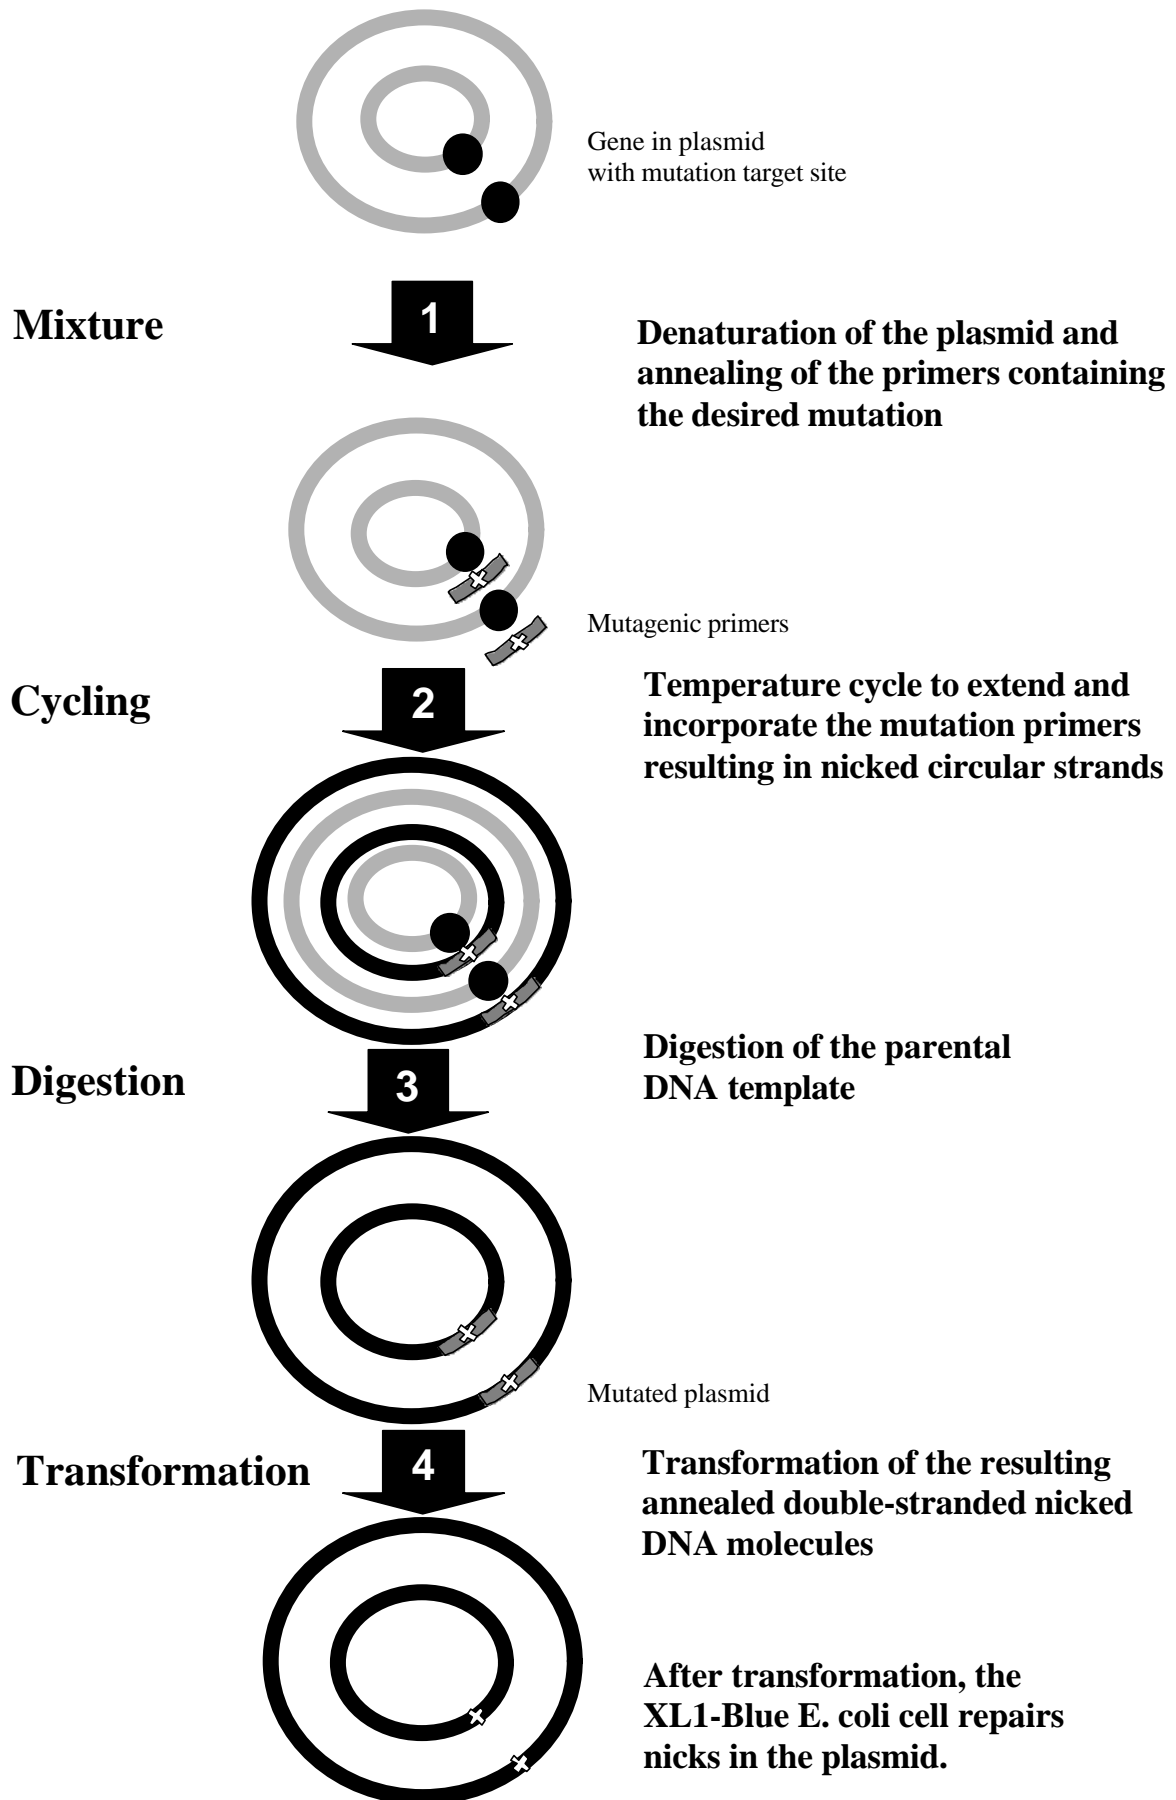 Gene in plasmid
with mutation target site
Mixture
1
Denaturation of the plasmid and
annealing of the primers containing
the desired mutation
Mutagenic primers
Cycling
2
Temperature cycle to extend and
incorporate the mutation primers
resulting in nicked circular strands
Digestion
3
Digestion of the parental
DNA template
Mutated plasmid
Transformation
4
Transformation of the resulting
annealed double-stranded nicked
DNA molecules
After transformation, the
XL1-Blue E. coli cell repairs
nicks in the plasmid.